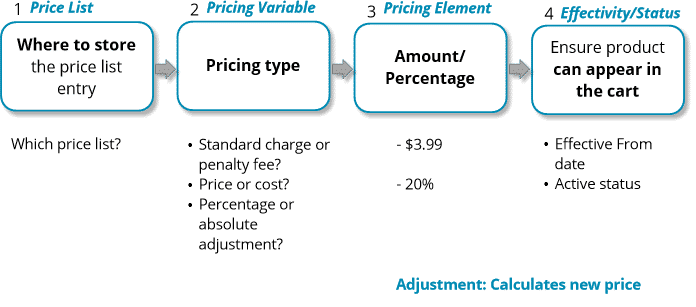 1 Price List
Where to store
the price list
entry
Which price list?
2 Pricing Variable
Pricing type
• Standard charge or
penalty fee?
• Price or cost?
• Percentage or
absolute
adjustment?
3 Pricing Element
Amount/
Percentage
- $3.99
- 20%
4 Effectivity/Status
Ensure product
can appear in
the cart
• Effective From
date
• Active status
Adjustment: Calculates new price